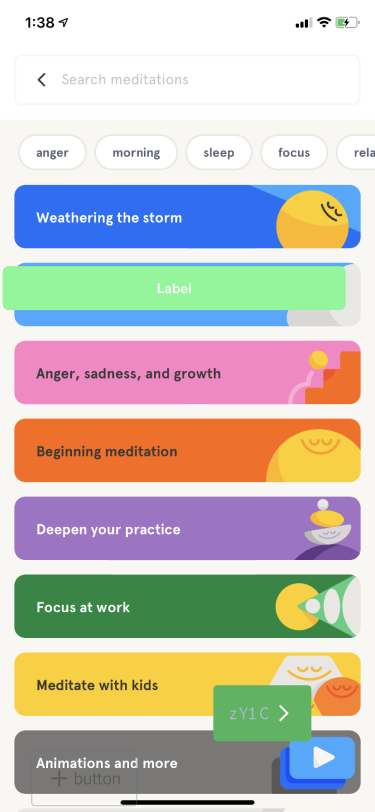 1:38
Search meditations
anger morning sleep focus rela
Weathering the storm
Label
Anger, sadness, and growth
Beginning meditation
Deepen your practice
Focus at work
Meditate with kids
zY1C
Animations and more
+ button